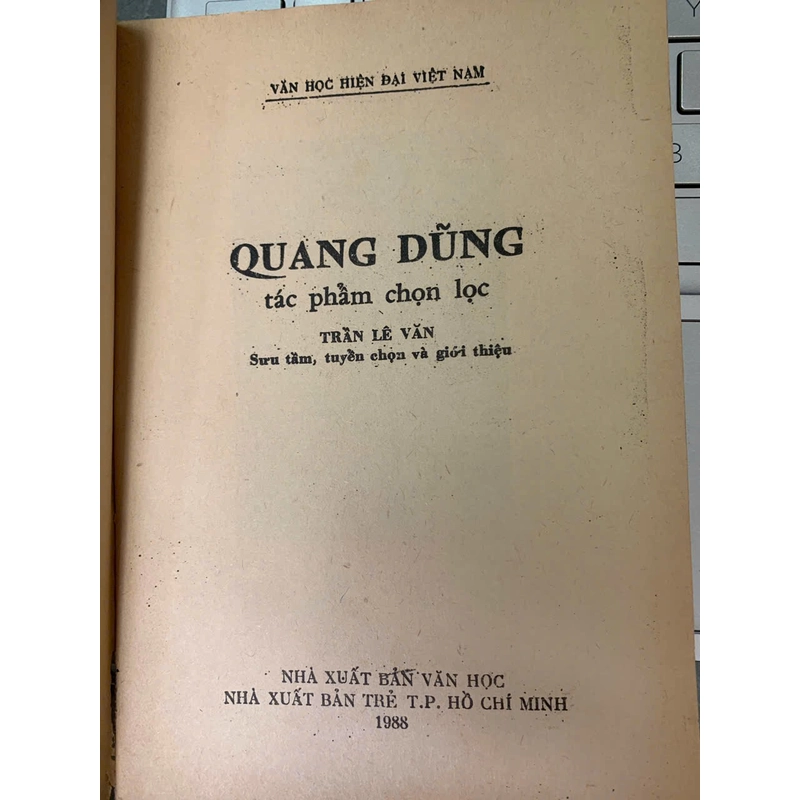 VĂN HỌC HIỆN ĐẠI VIỆT NAM
QUANG DŨNG
tác phẩm chọn lọc
TRẦN LÊ VĂN
Sưu tầm, tuyển chọn và giới thiệu
NHÀ XUẤT BẢN VĂN HỌC
NHÀ XUẤT BẢN TRẺ T.P. HỒ CHÍ MINH
1988
Y
B